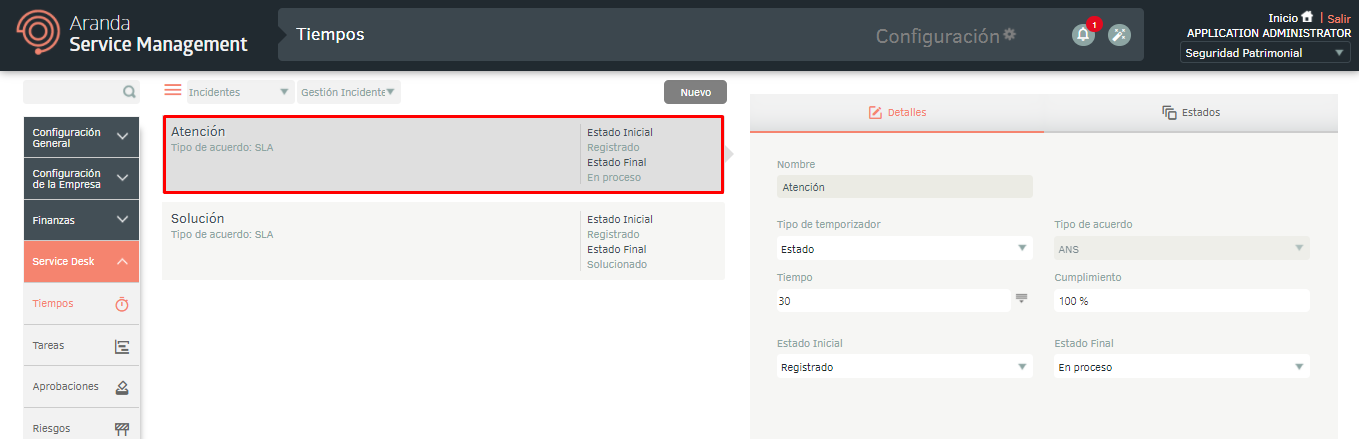 Aranda
Service Management
Tiempos
Configuración
1
Inicio | Salir
APPLICATION ADMINISTRATOR
Seguridad Patrimonial
Incidentes
Gestión Incidente
Nuevo
Configuración
General
Configuración
de la Empresa
Finanzas
Service Desk
Tiempos
Tareas
Aprobaciones
Riesgos
Atención
Tipo de acuerdo: SLA
Estado Inicial
Registrado
Estado Final
En proceso
Solución
Tipo de acuerdo: SLA
Estado Inicial
Registrado
Estado Final
Solucionado
Detalles
Estados
Nombre
Atención
Tipo de temporizador
Tipo de acuerdo
Estado
ANS
Tiempo
Cumplimiento
30
100 %
Estado Inicial
Estado Final
Registrado
En proceso